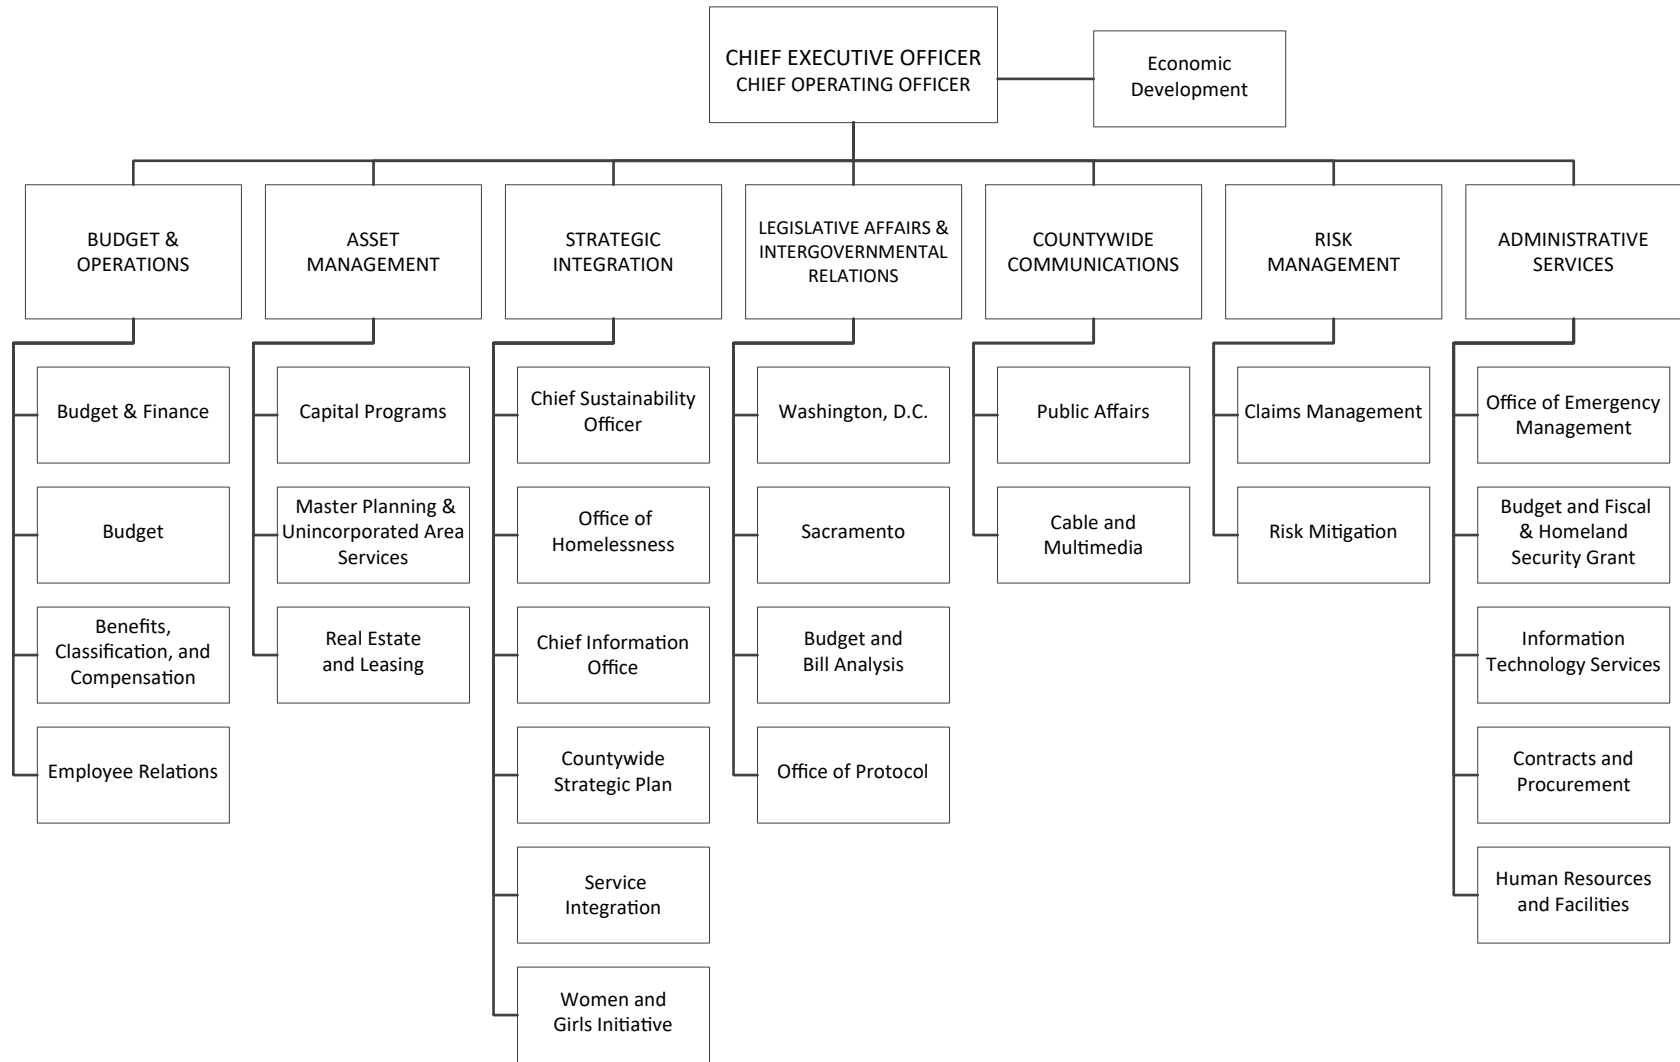 CHIEF EXECUTIVE OFFICER
CHIEF OPERATING OFFICER
Economic
Development
BUDGET &
OPERATIONS
ASSET
MANAGEMENT
STRATEGIC
INTEGRATION
LEGISLATIVE AFFAIRS &
INTERGOVERNMENTAL
RELATIONS
COUNTYWIDE
COMMUNICATIONS
RISK
MANAGEMENT
ADMINISTRATIVE
SERVICES
Budget & Finance
Budget
Benefits,
Classification, and
Compensation
Employee Relations
Capital Programs
Master Planning &
Unincorporated Area
Services
Real Estate
and Leasing
Chief Sustainability
Officer
Office of
Homelessness
Chief Information
Office
Countywide
Strategic Plan
Service
Integration
Women and
Girls Initiative
Washington, D.C.
Sacramento
Budget and
Bill Analysis
Office of Protocol
Public Affairs
Cable and
Multimedia
Claims Management
Risk Mitigation
Office of Emergency
Management
Budget and Fiscal
& Homeland
Security Grant
Information
Technology Services
Contracts and
Procurement
Human Resources
and Facilities